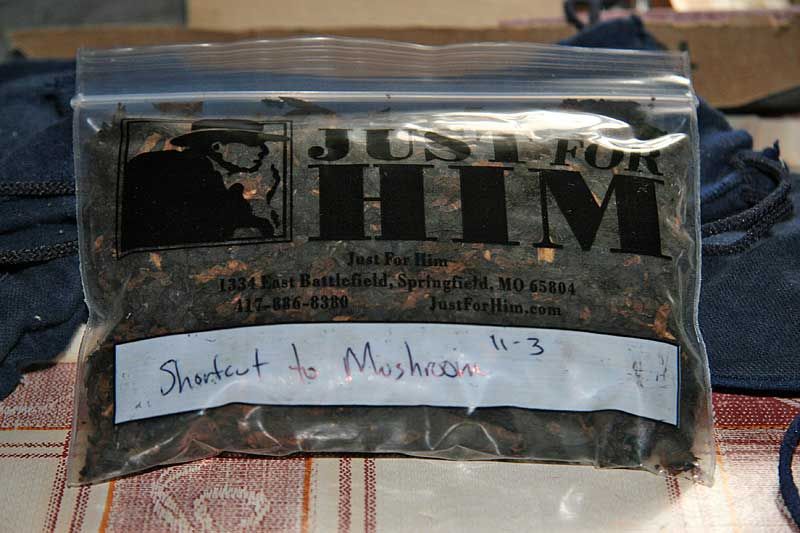 JUST FOR
HIM
Just For Him
1334 East Battlefield, Springfield, MO 65804
417-886-8380 JustForHim.com
Shortcut to Mushroom 11-3